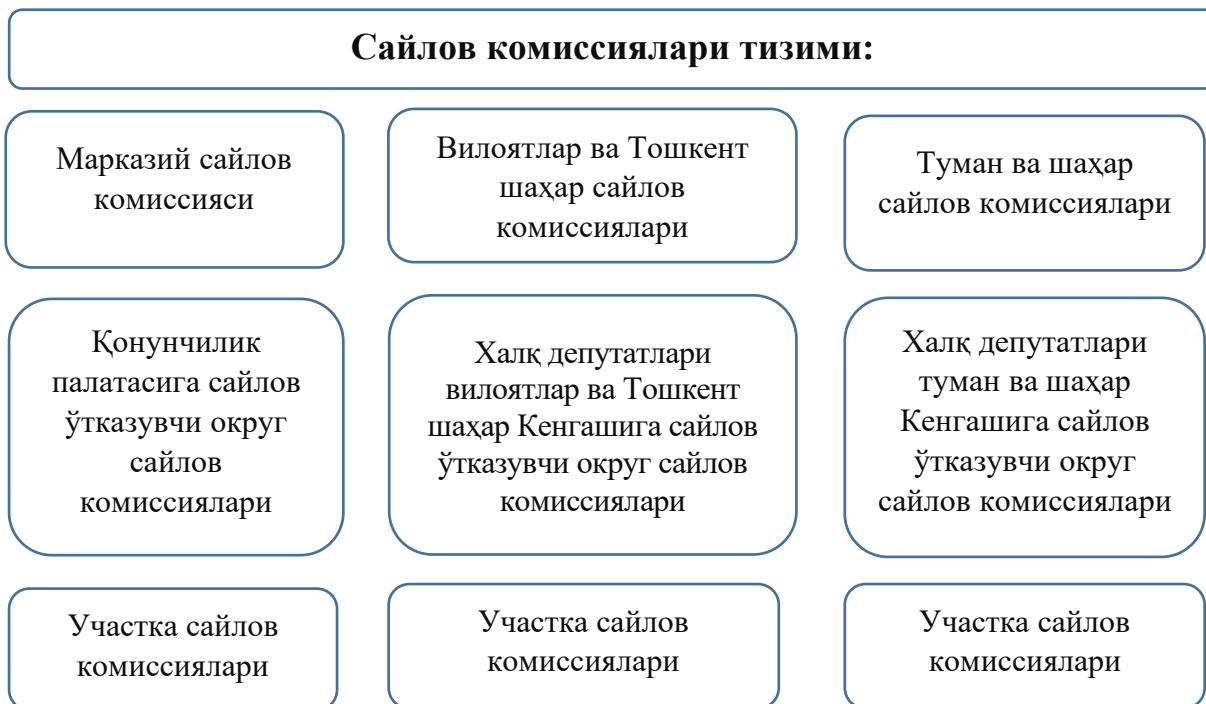 Сайлов комиссиялари тизими:
Марказий сайлов
комиссияси
Вилоятлар ва Тошкент
шаҳар сайлов
комиссиялари
Туман ва шаҳар
сайлов комиссиялари
Қонунчилик
палатасига сайлов
ўтказувчи округ
сайлов
комиссиялари
Халқ депутатлари
вилоятлар ва Тошкент
шаҳар Кенгашига сайлов
ўтказувчи округ сайлов
комиссиялари
Халқ депутатлари
туман ва шаҳар
Кенгашига сайлов
ўтказувчи округ
сайлов комиссиялари
Участка сайлов
комиссиялари
Участка сайлов
комиссиялари
Участка сайлов
комиссиялари